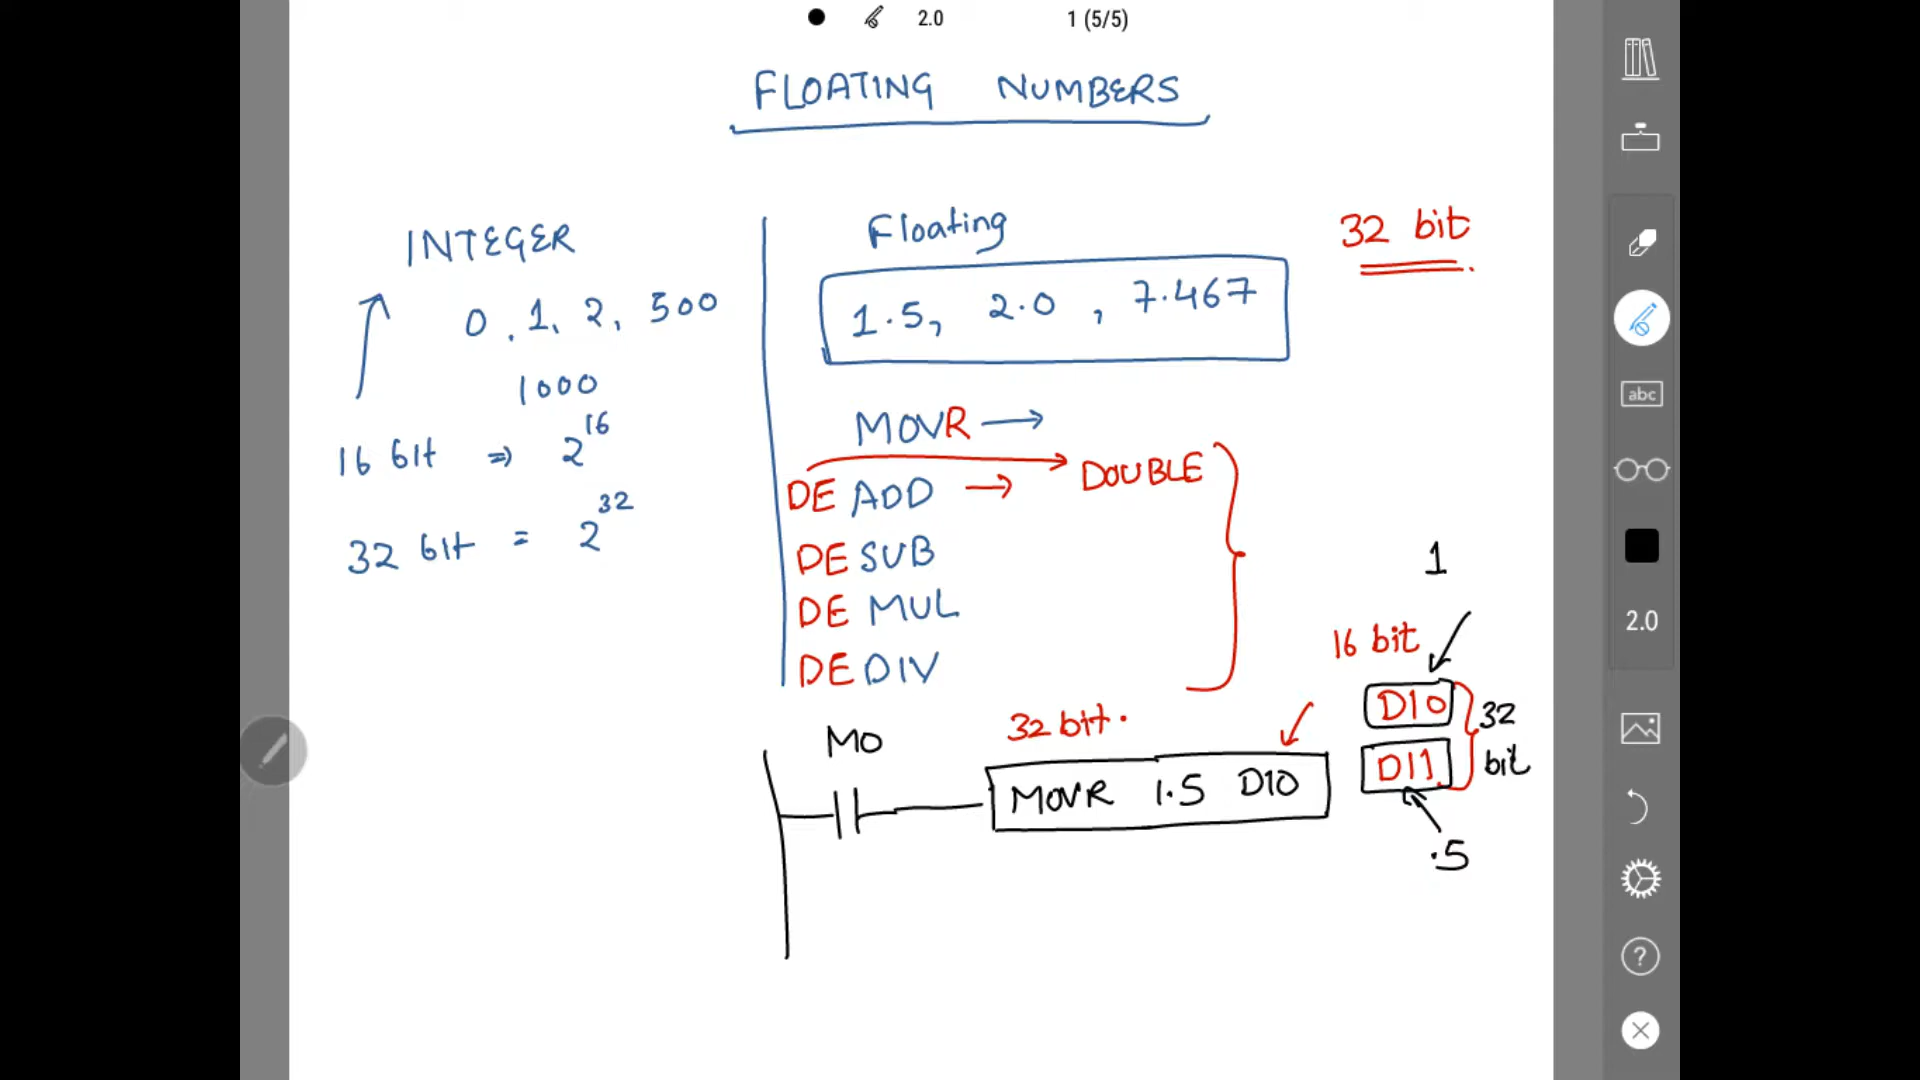 2.0 1 (5/5)
FLOATING NUMBERS
INTEGER
0, 1, 2, 500
1000
16 bit ⇒ 2^16
32 bit = 2^32
Floating
32 bit
1.5, 2.0, 7.467
MOVR →
DE ADD → DOUBLE
DE SUB
DE MUL
DE DIV
1
16 bit
D10
D11
32
bit
.5
32 bit.
M0
MOVR 1.5 D10
abc
2.0
?